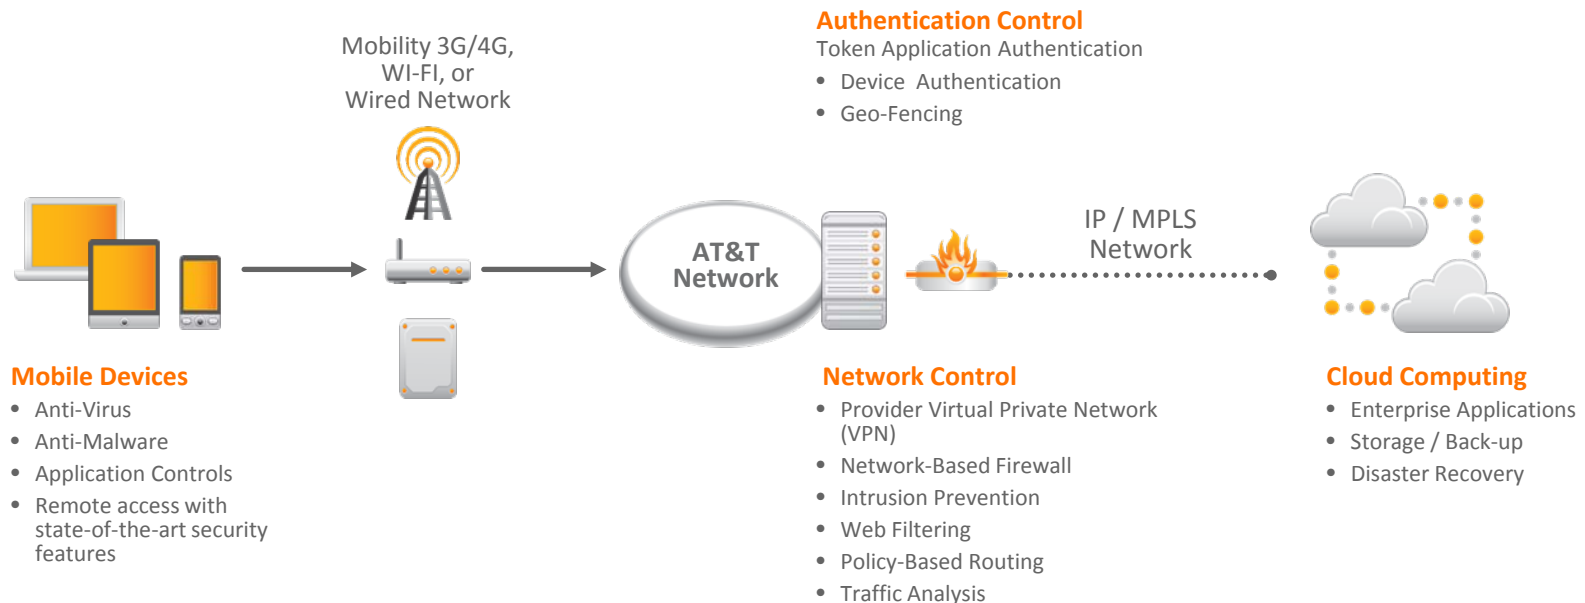 Authentication Control
Token Application Authentication
• Device Authentication
• Geo-Fencing
Mobility 3G/4G,
WI-FI, or
Wired Network
AT&T
Network
IP / MPLS
Network
Mobile Devices
• Anti-Virus
• Anti-Malware
• Application Controls
• Remote access with
state-of-the-art security
features
Network Control
• Provider Virtual Private Network
(VPN)
• Network-Based Firewall
• Intrusion Prevention
• Web Filtering
• Policy-Based Routing
• Traffic Analysis
Cloud Computing
• Enterprise Applications
• Storage / Back-up
• Disaster Recovery